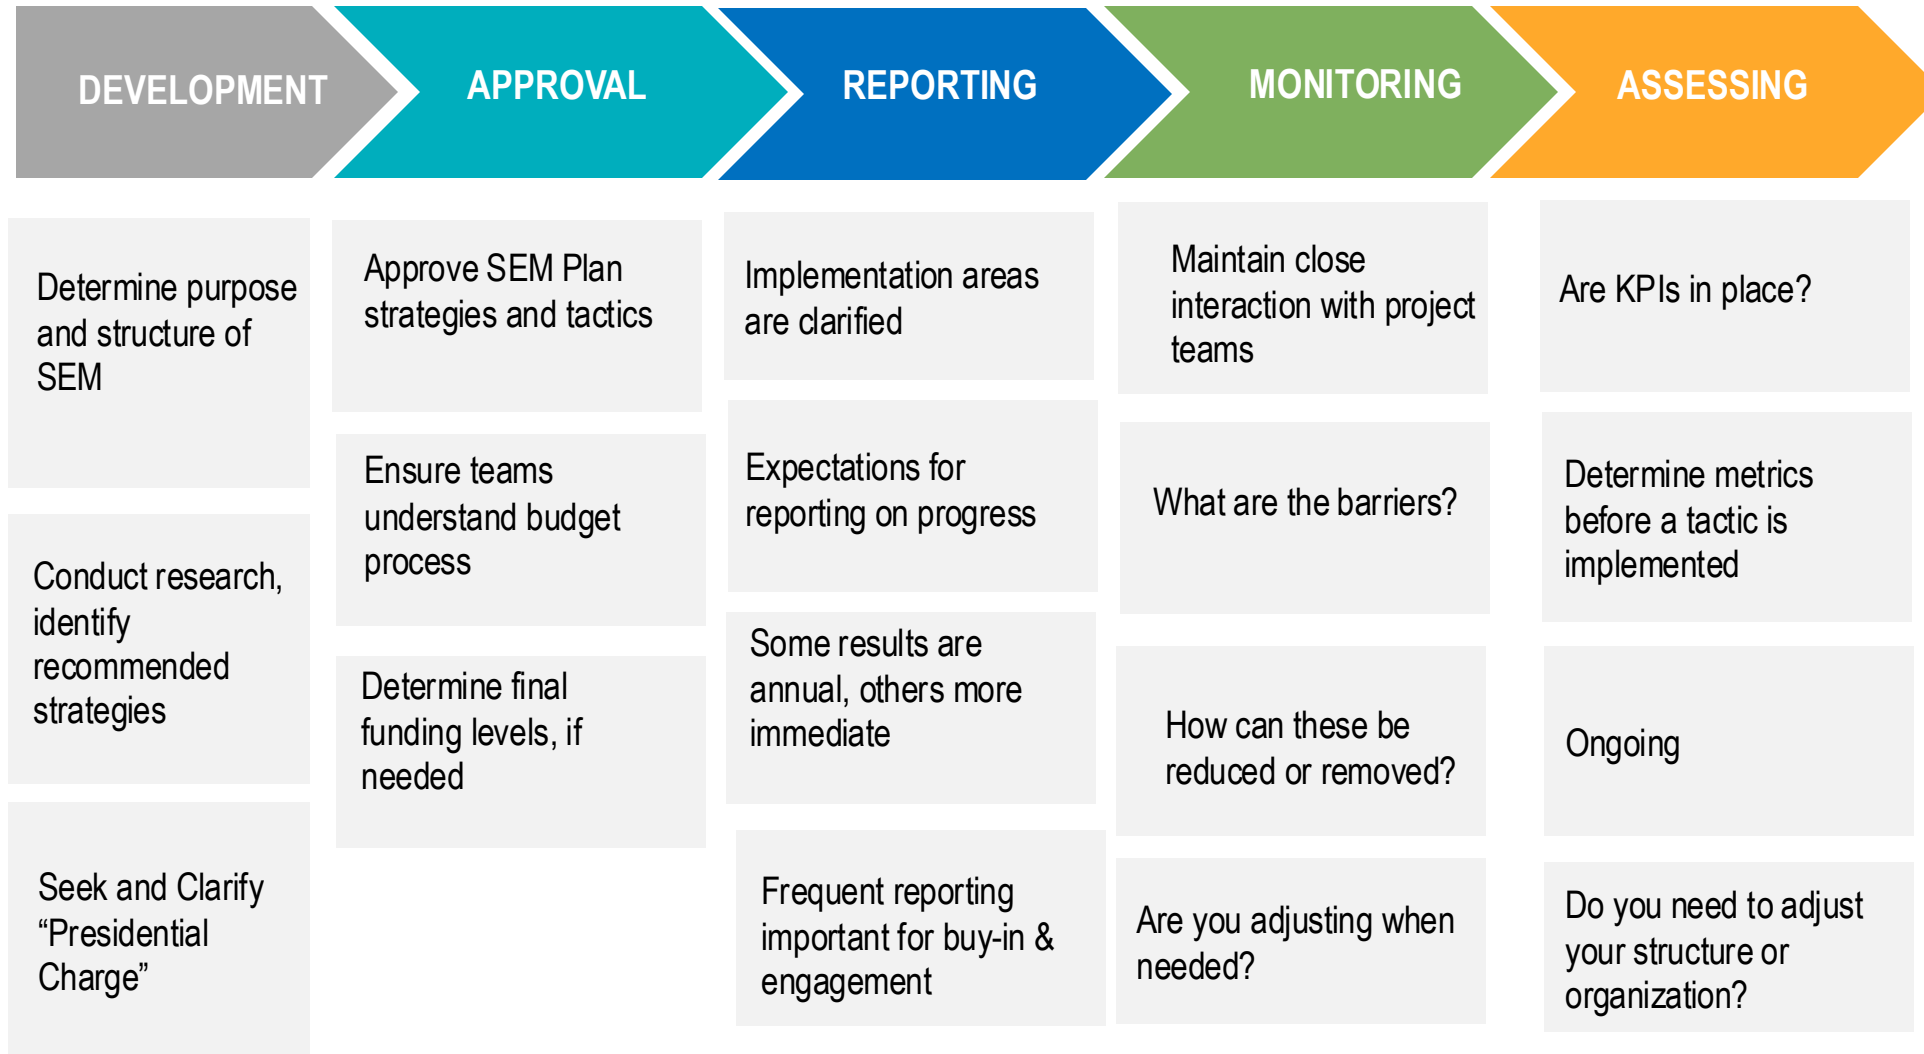 DEVELOPMENT
APPROVAL
REPORTING
MONITORING
ASSESSING
Determine purpose
and structure of
SEM
Conduct research,
identify
recommended
strategies
Seek and Clarify
“Presidential
Charge”
Approve SEM Plan
strategies and tactics
Ensure teams
understand budget
process
Determine final
funding levels, if
needed
Implementation areas
are clarified
Expectations for
reporting on progress
Some results are
annual, others more
immediate
Frequent reporting
important for buy-in &
engagement
Maintain close
interaction with project
teams
What are the barriers?
How can these be
reduced or removed?
Are you adjusting when
needed?
Are KPIs in place?
Determine metrics
before a tactic is
implemented
Ongoing
Do you need to adjust
your structure or
organization?